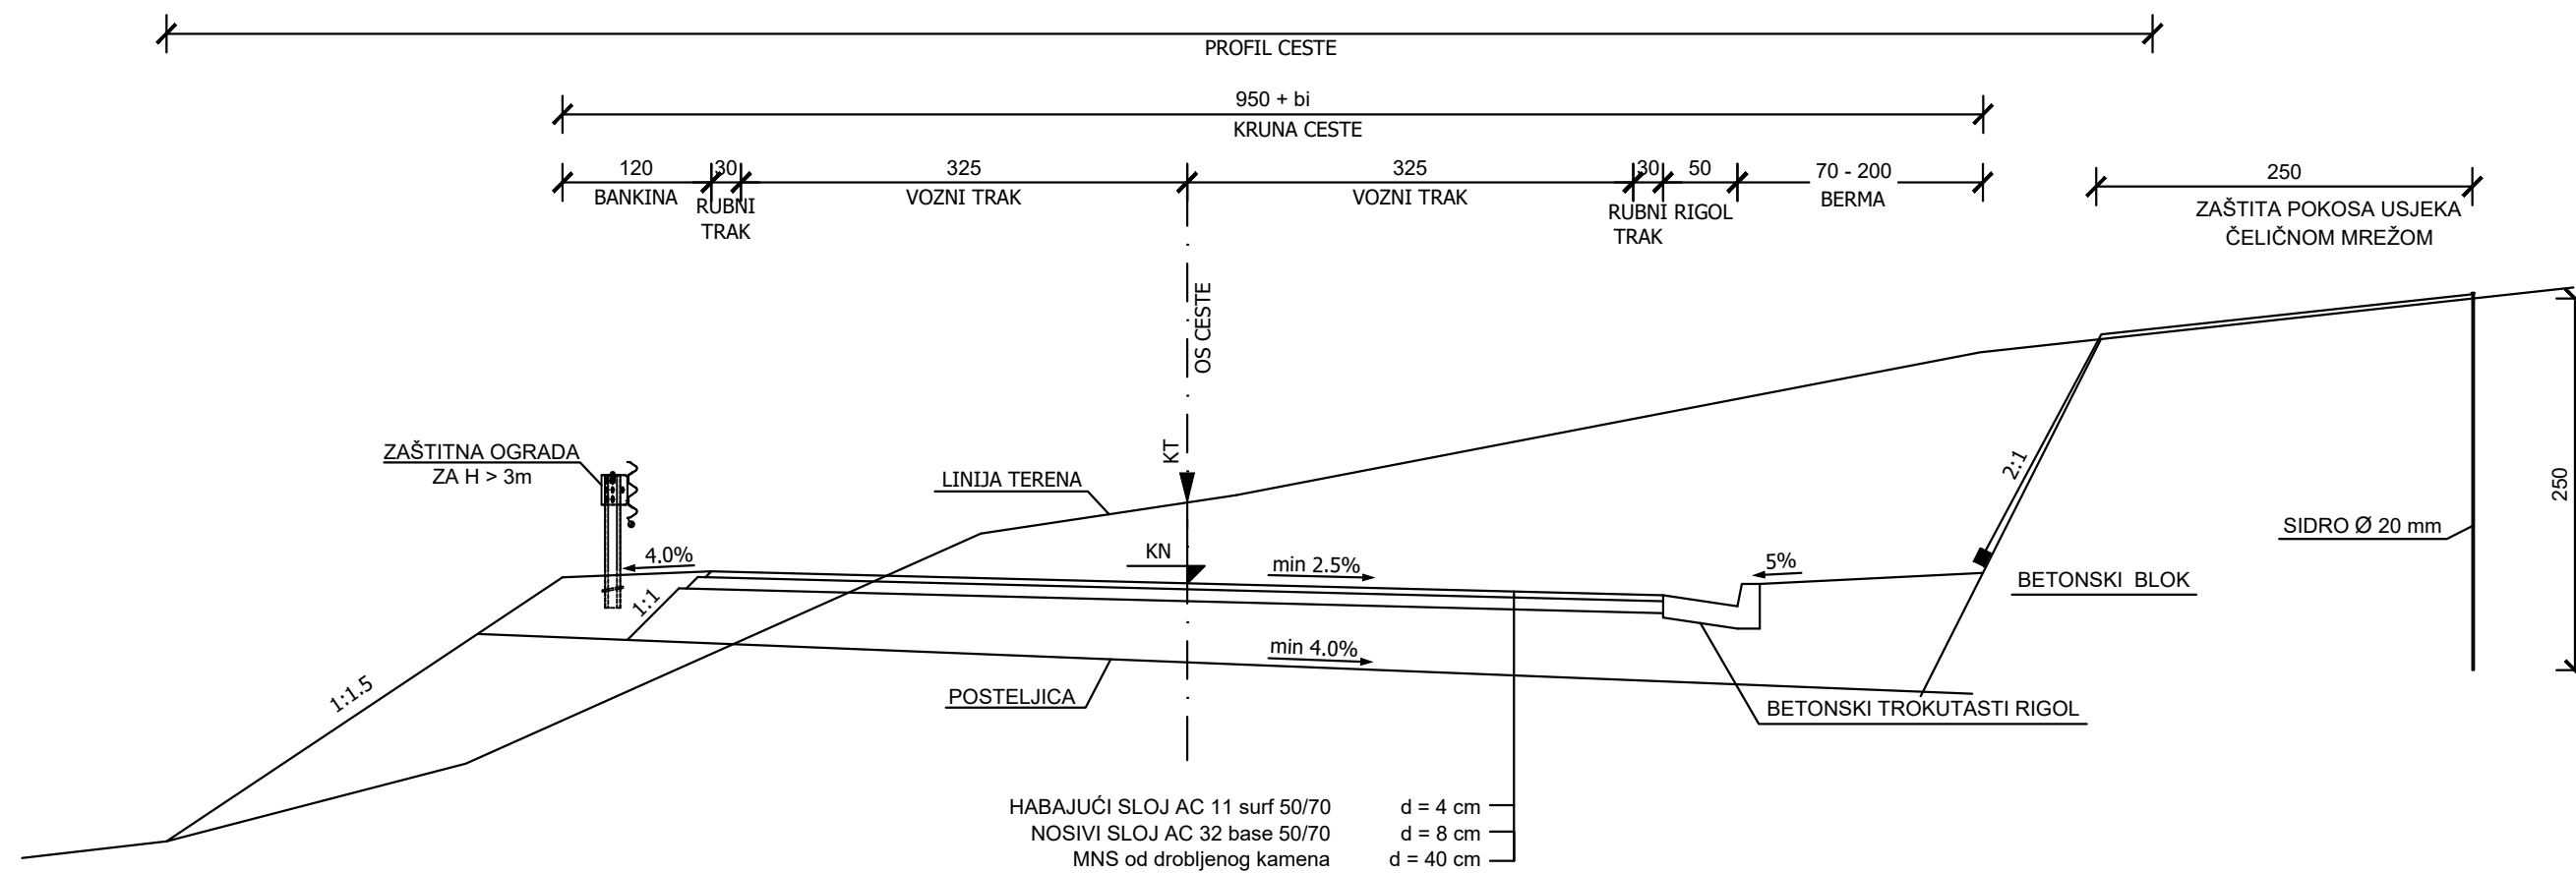 PROFIL CESTE
950 + bi
KRUNA CESTE
120
30
325
325
30
50
70 - 200
250
BANKINA
RUBNI
TRAK
VOZNI TRAK
VOZNI TRAK
RUBNI
TRAK
RIGOL
BERMA
ZAŠTITA POKOSA USJEKA
ČELIČNOM MREŽOM
OS CESTE
KT
ZAŠTITNA OGRADA
ZA H > 3m
LINIJA TERENA
2:1
250
SIDRO Ø 20 mm
4.0%
KN
min 2.5%
5%
BETONSKI BLOK
1:1
min 4.0%
1:1.5
POSTELJICA
BETONSKI TROKUTASTI RIGOL
HABAJUĆI SLOJ AC 11 surf 50/70 d = 4 cm
NOSIVI SLOJ AC 32 base 50/70 d = 8 cm
MNS od drobljenog kamena d = 40 cm